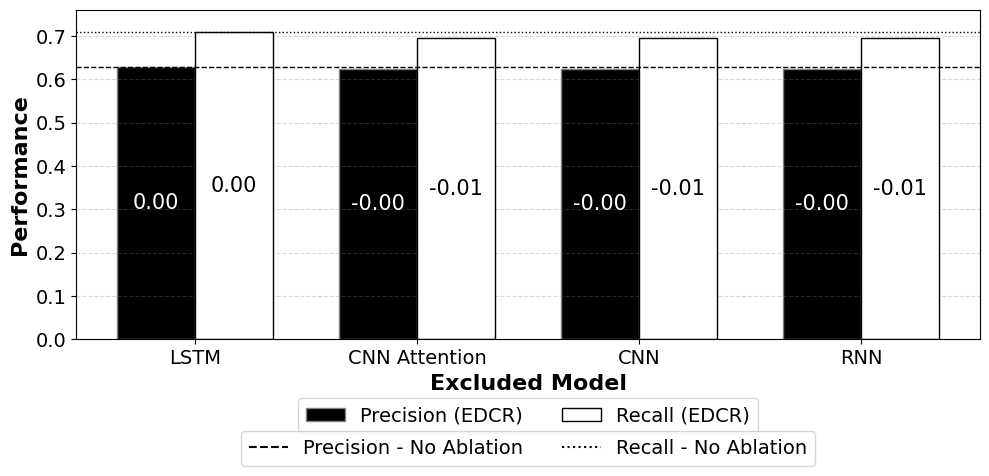 0.7
0.6
0.5
0.4
0.3
0.2
0.1
0.0
Performance
0.00
0.00
-0.00
-0.01
-0.00
-0.01
-0.00
-0.01
LSTM
CNN Attention
CNN
RNN
Excluded Model
Precision (EDCR)
Recall (EDCR)
Precision - No Ablation
Recall - No Ablation